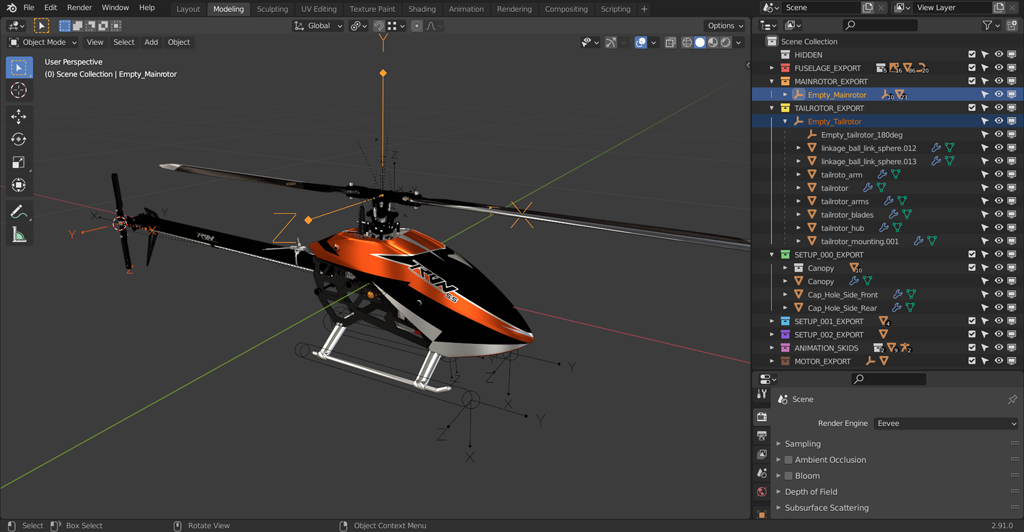 File Edit Render Window Help
Layout Modeling Sculpting UV Editing Texture Paint Shading Animation Rendering Compositing Scripting +
Scene
View Layer
Global
Options
Object Mode View Select Add Object
User Perspective
(0) Scene Collection | Empty_Mainrotor
Y
Z
X
Z
X
Y
Y
X
Z
Y
Z
X
Z
X
Y
Scene Collection
HIDDEN
FUSELAGE_EXPORT
MAINROTOR_EXPORT
Empty_Mainrotor
TAILROTOR_EXPORT
Empty_Tailrotor
Empty_tailrotor_180deg
linkage_ball_link_sphere.012
linkage_ball_link_sphere.013
tailroto_arm
tailrotor
tailrotor_arms
tailrotor_blades
tailrotor_hub
tailrotor_mounting.001
SETUP_000_EXPORT
Canopy
Canopy
Cap_Hole_Side_Front
Cap_Hole_Side_Rear
SETUP_001_EXPORT
SETUP_002_EXPORT
ANIMATION_SKIDS
MOTOR_EXPORT
Scene
Render Engine Eevee
Sampling
Ambient Occlusion
Bloom
Depth of Field
Subsurface Scattering
Select Box Select Rotate View Object Context Menu 2.91.0